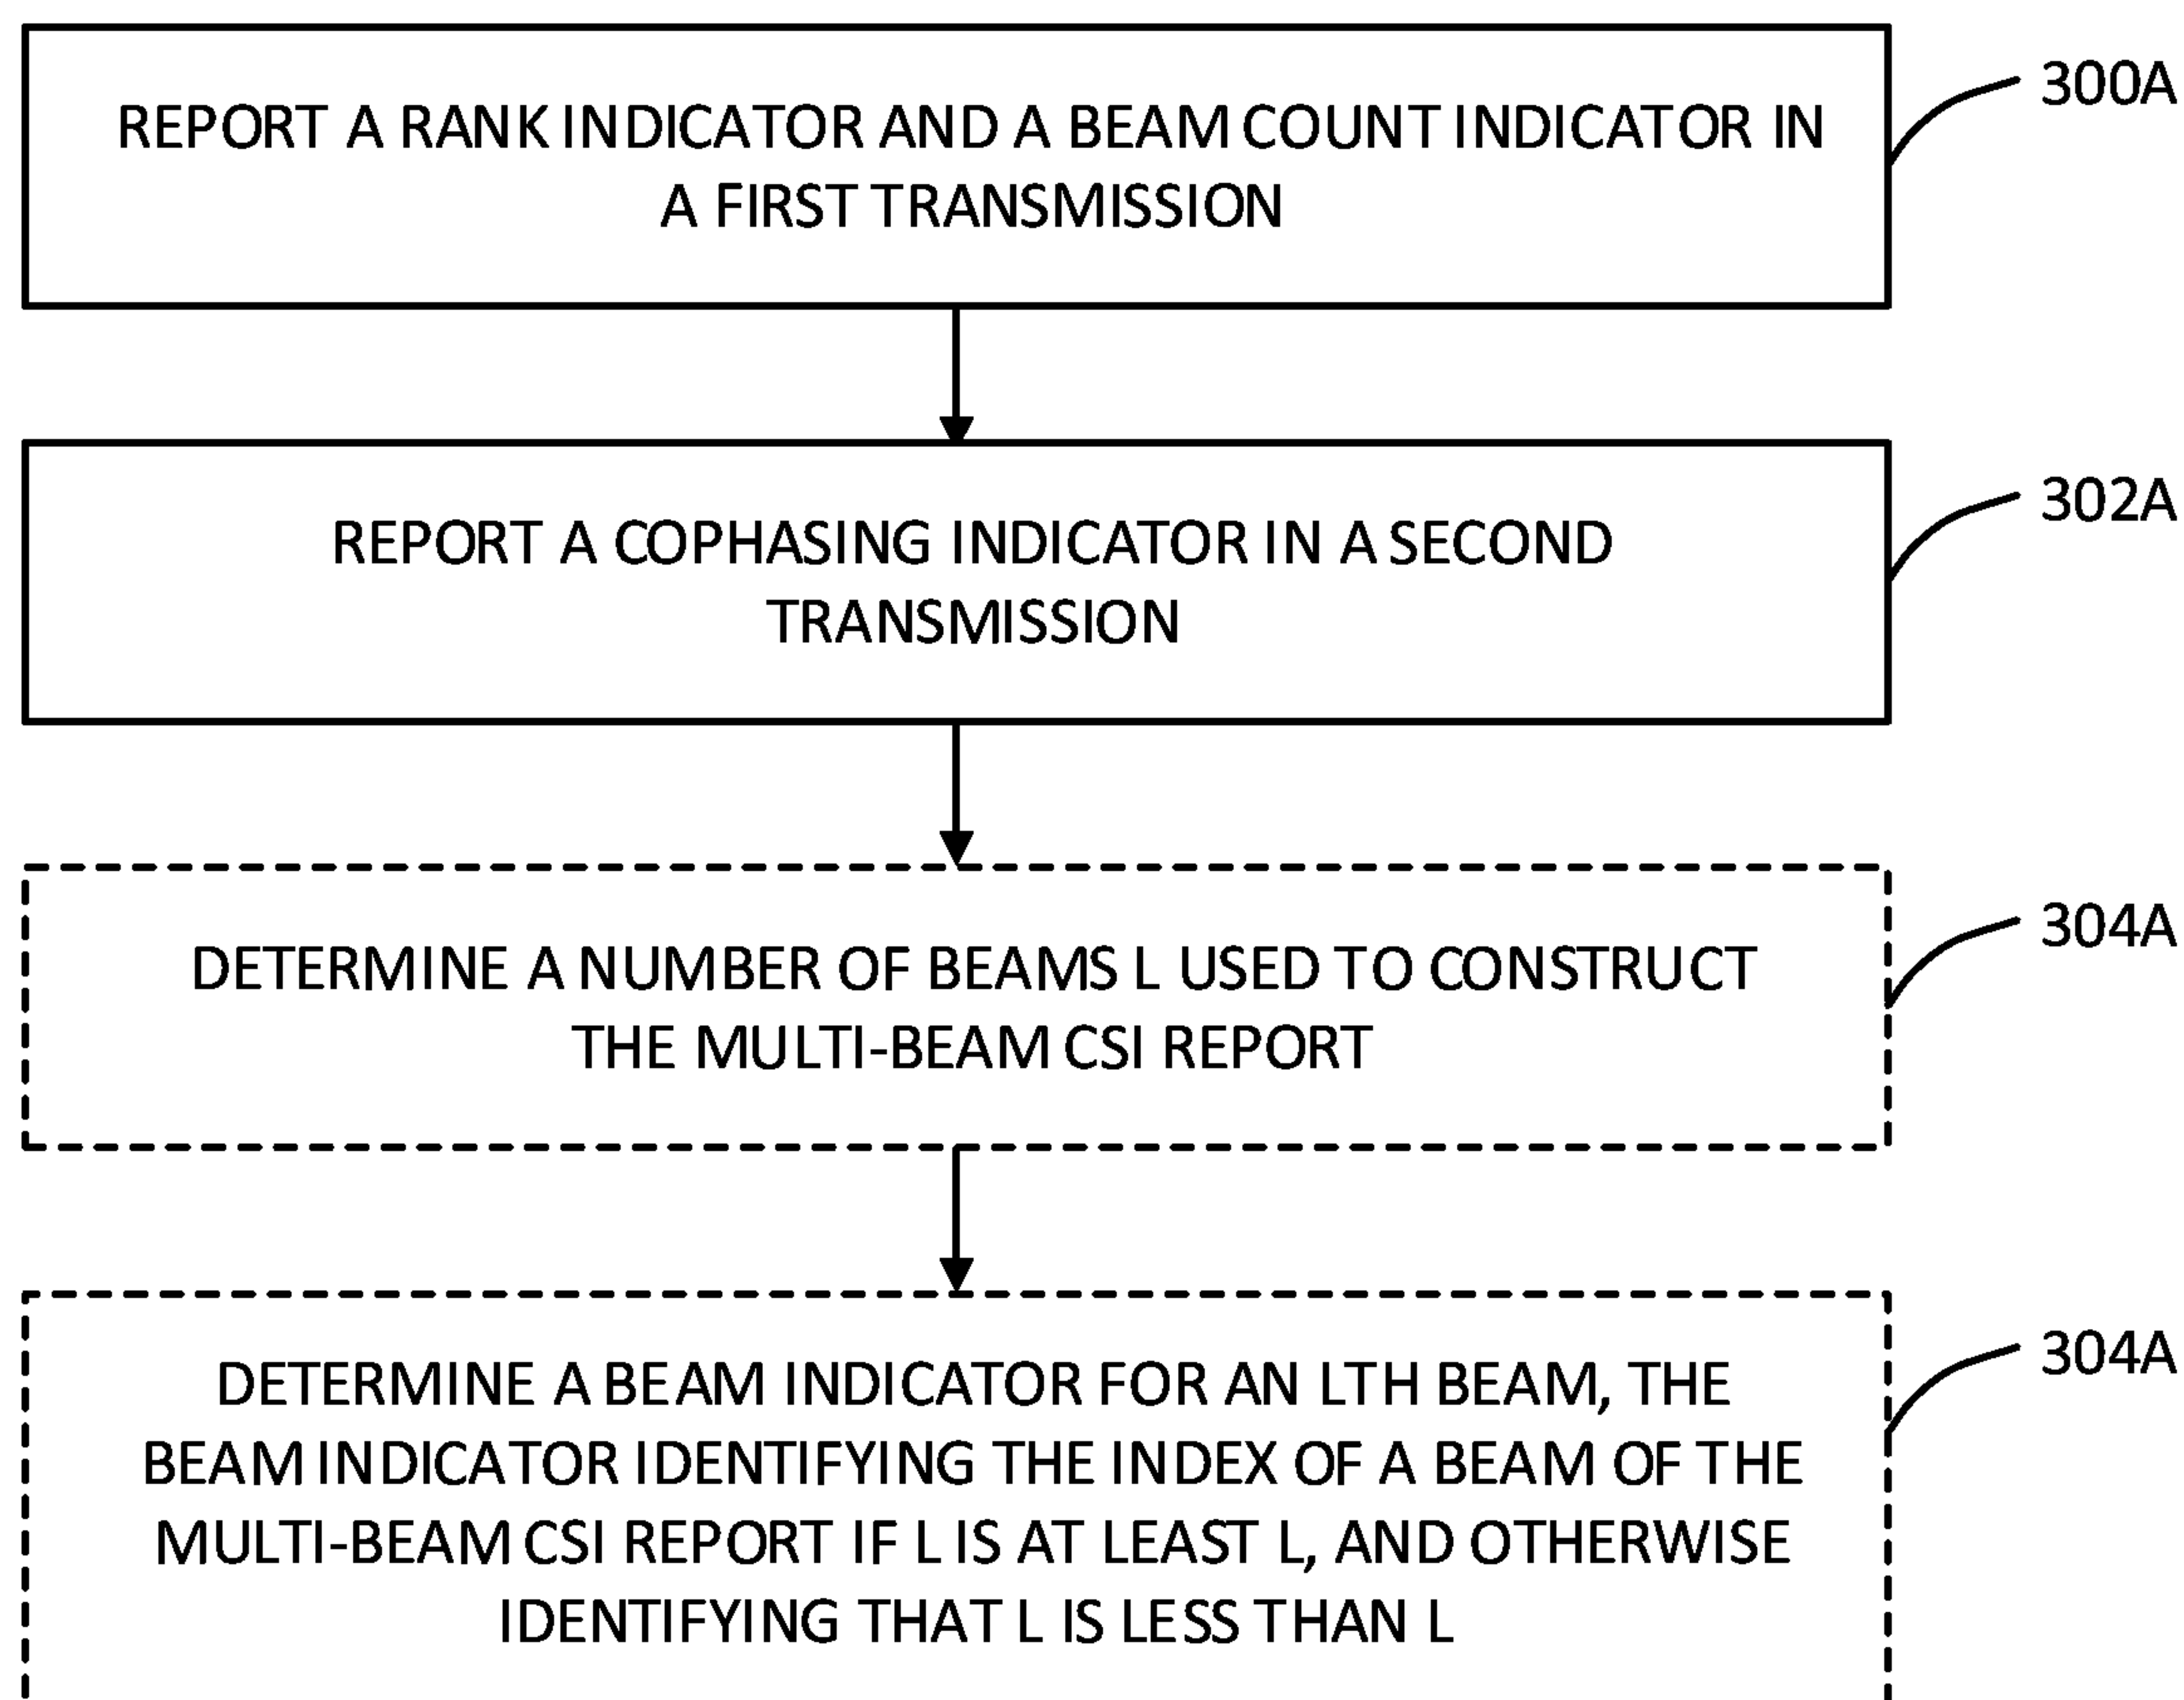 REPORT A RANK INDICATOR AND A BEAM COUNT INDICATOR IN
A FIRST TRANSMISSION
300A
REPORT A COPHASING INDICATOR IN A SECOND
TRANSMISSION
302A
DETERMINE A NUMBER OF BEAMS L USED TO CONSTRUCT
THE MULTI-BEAM CSI REPORT
304A
DETERMINE A BEAM INDICATOR FOR AN LTH BEAM, THE
BEAM INDICATOR IDENTIFYING THE INDEX OF A BEAM OF THE
MULTI-BEAM CSI REPORT IF L IS AT LEAST L, AND OTHERWISE
IDENTIFYING THAT L IS LESS THAN L
304A